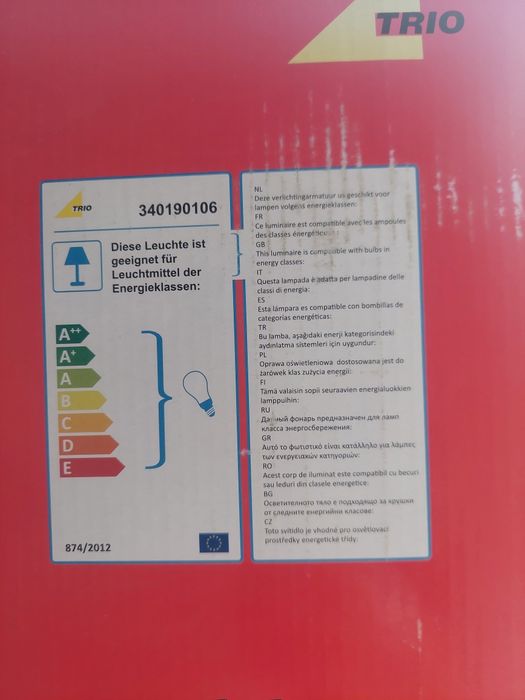 TRIO
TRIO
340190106
Diese Leuchte ist
geeignet für
Leuchtmittel der
Energieklassen:
A++
A+
A
B
C
D
E
874/2012
NL
Deze verlichtingarmatuur is geschikt voor
lampen volgens energieklassen:
FR
Ce luminaire est compatible avec les ampoules
des classes énergétiques:
GB
This luminaire is compatible with bulbs in
energy classes:
IT
Questa lampada è adatta per lampadine delle
classi di energia:
ES
Esta lámpara es compatible con bombillas de
categorías energéticas:
TR
Bu lamba, aşağıdaki enerji kategorisindeki
aydınlatma sistemleri için uygundur:
PL
Oprawa oświetleniowa dostosowana jest do
żarówek klas zużycia energii:
FI
Tämä valaisin sopii seuraavien energialuokkien
lamppuihin:
RU
Данный фонарь предназначен для ламп
класса энергосбережения:
GR
Αυτό το φωτιστικό είναι κατάλληλο για λάμπες
των ενεργειακών κατηγοριών:
RO
Acest corp de iluminat este compatibil cu becuri
sau leduri din clasele energetice:
BG
Осветителното тяло е подходящо за крушки
от следните енергийни класове:
CZ
Toto svítidlo je vhodné pro osvětlovací
prostředky energetické třídy: